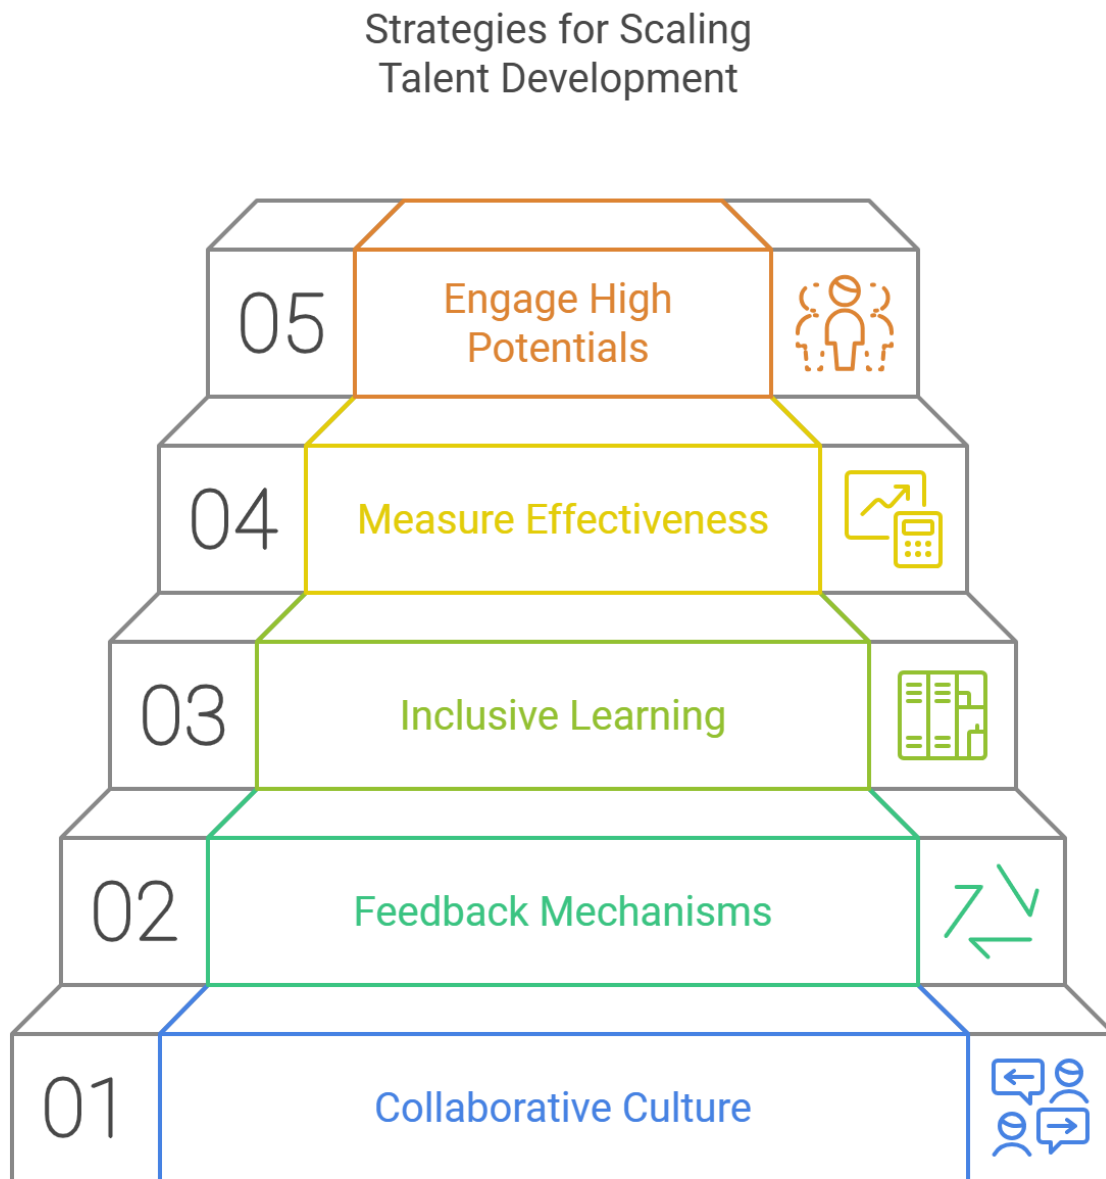 Strategies for Scaling
Talent Development
05
Engage High
Potentials
04
Measure Effectiveness
03
Inclusive Learning
02
Feedback Mechanisms
01
Collaborative Culture